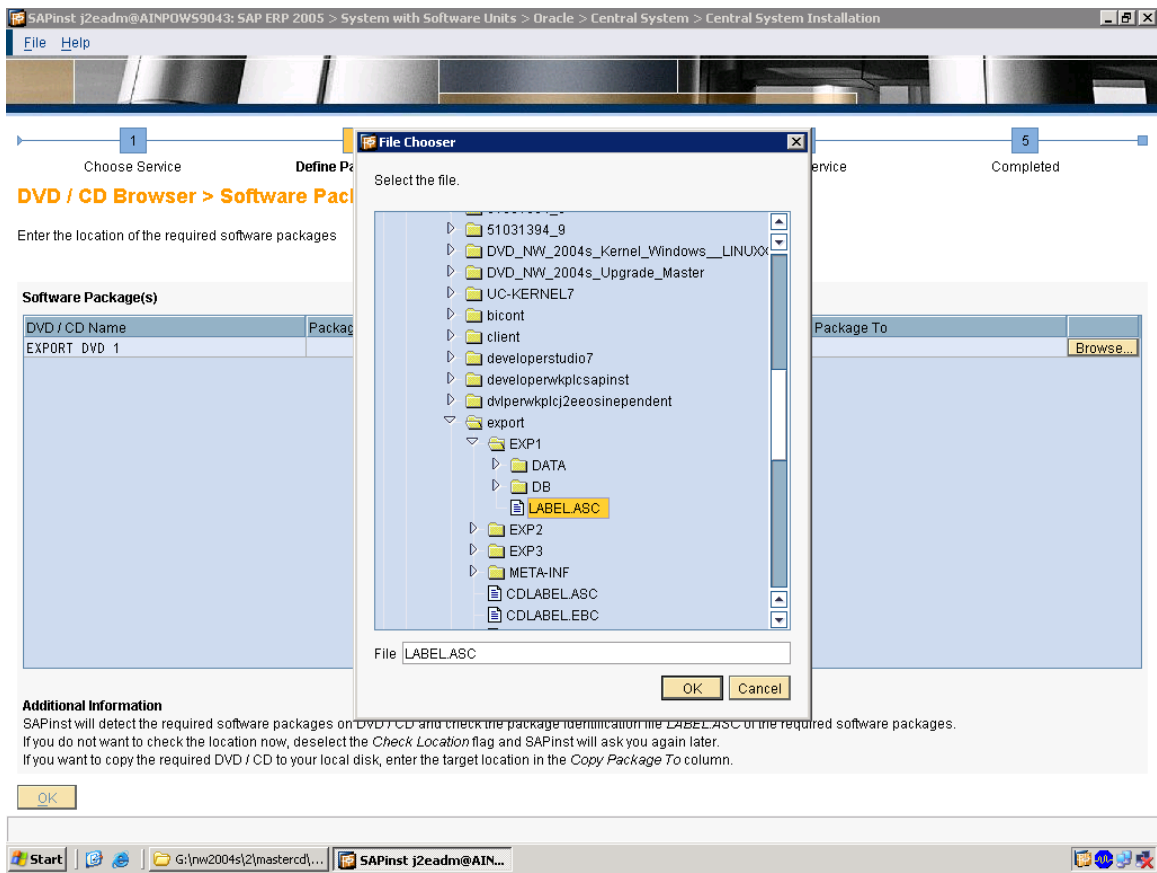 SAPinst j2eadm@AINPOWS9043: SAP ERP 2005 > System with Software Units > Oracle > Central System > Central System Installation
File Help
1
5
Choose Service
Define Pa
ervice
Completed
DVD / CD Browser > Software Pac
Enter the location of the required software packages
Software Package(s)
DVD / CD Name
Packag
Package To
EXPORT DVD 1
Browse...
File Chooser
Select the file.
51031394_9
DVD_NW_2004s_Kernel_Windows__LINUX
DVD_NW_2004s_Upgrade_Master
UC-KERNEL7
bicont
client
developerstudio7
developerwkplcsapinst
dvlperwkplcj2eeosinependent
export
EXP1
DATA
DB
LABEL.ASC
EXP2
EXP3
META-INF
CDLABEL.ASC
CDLABEL.EBC
File LABEL.ASC
OK Cancel
Additional Information
SAPinst will detect the required software packages on DVD / CD and check the package identification file LABEL.ASC of the required software packages.
If you do not want to check the location now, deselect the Check Location flag and SAPinst will ask you again later.
If you want to copy the required DVD / CD to your local disk, enter the target location in the Copy Package To column.
OK
Start
G:\nw2004s\2\mastercd\...
SAPinst j2eadm@AIN...